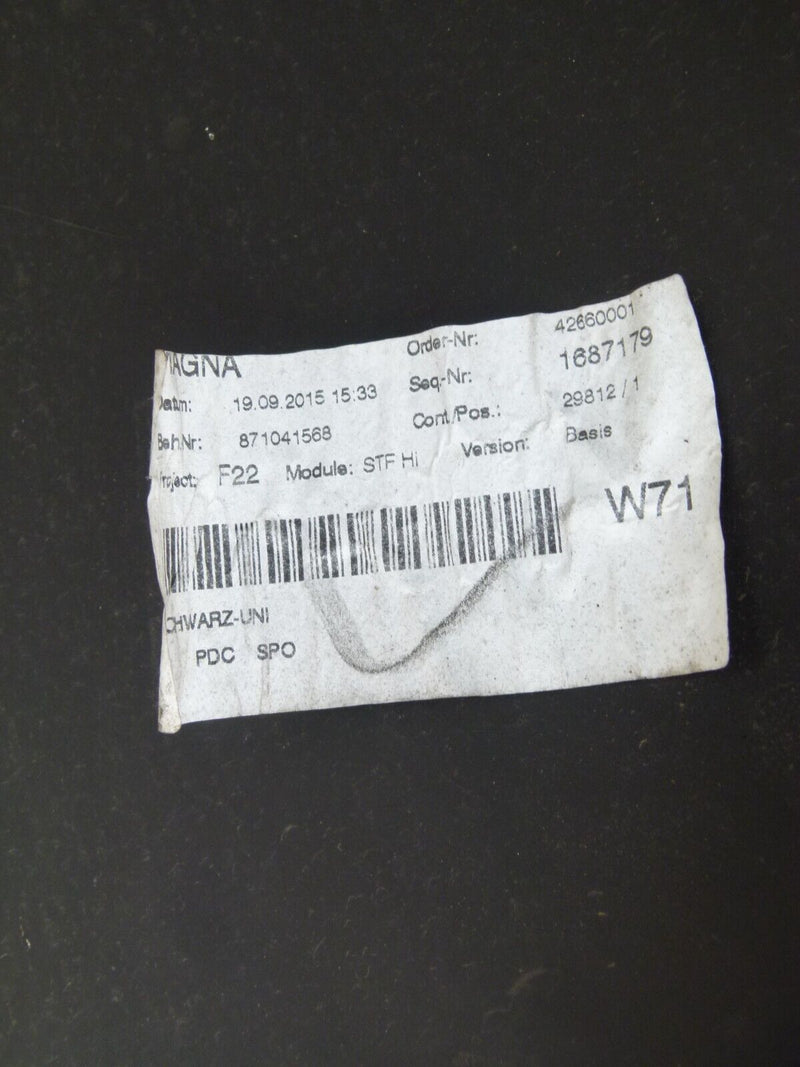 MAGNA Order-Nr: 42660001
Datum: 19.09.2015 15:33 Seq-Nr: 1687179
Beh.Nr: 871041568 Cont./Pos.: 29812 / 1
Project: F22 Module: STF Hi Version: Basis
W71
CHWARZ-UNI
PDC SPO